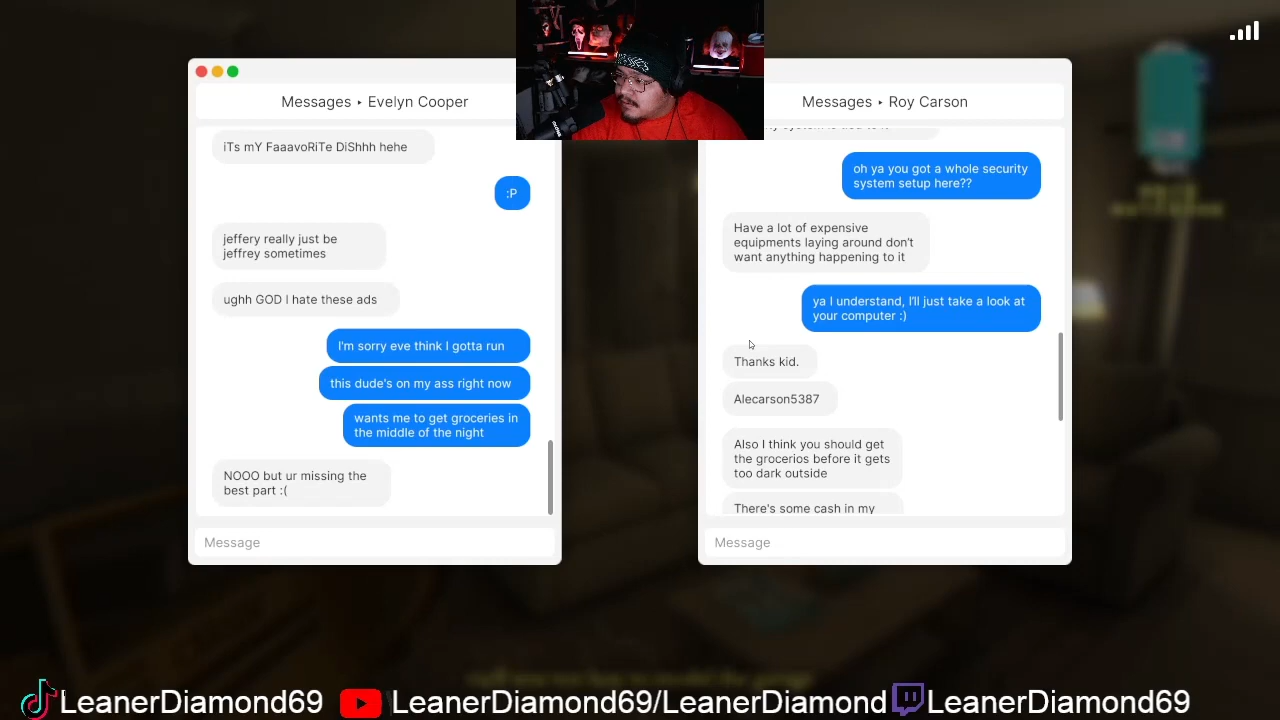 Messages ▸ Evelyn Cooper
iTs mY FaaavoRiTe DiShhh hehe
:P
jeffery really just be
jeffrey sometimes
ughh GOD I hate these ads
I'm sorry eve think I gotta run
this dude's on my ass right now
wants me to get groceries in
the middle of the night
NOOO but ur missing the
best part :(
Message
Messages ▸ Roy Carson
oh ya you got a whole security
system setup here??
Have a lot of expensive
equipments laying around don't
want anything happening to it
ya I understand, I'll just take a look at
your computer :)
Thanks kid.
Alecarson5387
Also I think you should get
the grocerios before it gets
too dark outside
There's some cash in my
Message
LeanerDiamond69
LeanerDiamond69/LeanerDiamond
LeanerDiamond69